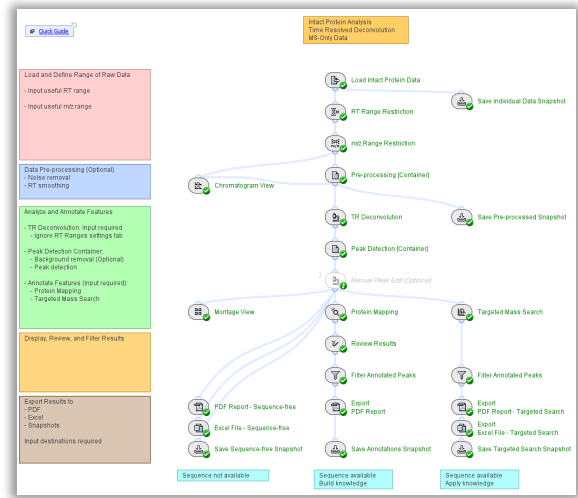 Quick Guide
Intact Protein Analysis
Time Resolved Deconvolution
MS-Only Data
Load and Define Range of Raw Data
- Input useful RT range
- Input useful m/z range
Load Intact Protein Data
Save Individual Data Snapshot
RT Range Restriction
m/z Range Restriction
Data Pre-processing (Optional)
- Noise removal
- RT smoothing
Chromatogram View
Pre-processing [Container]
Analyze and Annotate Features
- TR Deconvolution: input required
- Ignore RT Ranges settings tab
- Peak Detection Container:
- Background removal (Optional)
- Peak detection
- Annotate Features (input required):
- Protein Mapping
- Targeted Mass Search
TR Deconvolution
Save Pre-processed Snapshot
Peak Detection [Container]
Manual Peak Edit (Optional)
Montage View
Protein Mapping
Targeted Mass Search
Display, Review, and Filter Results
Review Results
Filter Annotated Peaks
Filter Annotated Peaks
Export Results to
- PDF
- Excel
- Snapshots
Input destinations required
PDF Report - Sequence-free
Export
PDF Report
Export
PDF Report - Targeted Search
Excel File - Sequence-free
Export
Excel File - Targeted Search
Save Sequence-free Snapshot
Save Annotations Snapshot
Save Targeted Search Snapshot
Sequence not available
Sequence available
Build knowledge
Sequence available
Apply knowledge